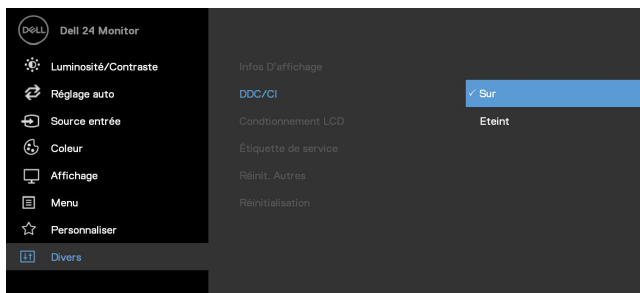 DELL
Dell 24 Monitor
Luminosité/Contraste
Réglage auto
Source entrée
Coleur
Affichage
Menu
Personnaliser
Divers
Infos D'affichage
DDC/CI
Condtionnement LCD
Étiquette de service
Réinit. Autres
Réinitialisation
Sur
Eteint